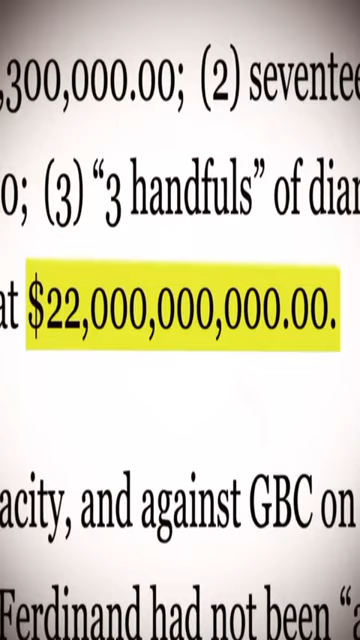 ,300,000.00; (2) sevente
0; (3) “3 handfuls” of diar
at $22,000,000,000.00.
acity, and against GBC on
Ferdinand had not been “a